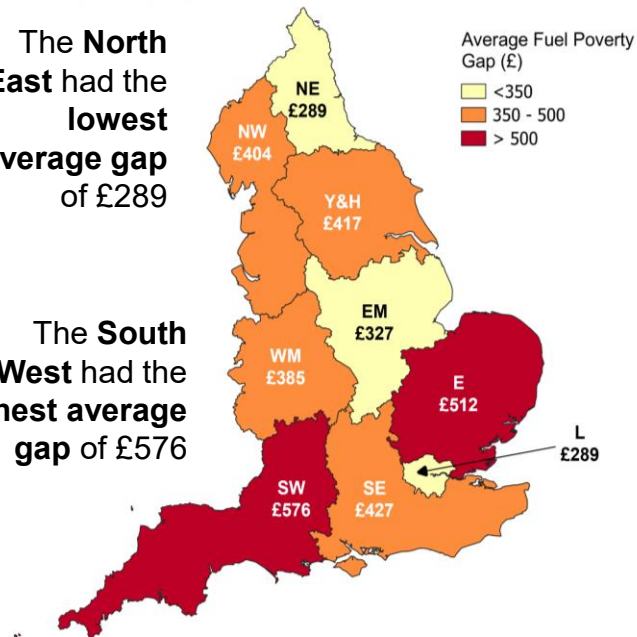 The North
East had the
lowest
average gap
of £289
The South
West had the
highest average
gap of £576
Average Fuel Poverty
Gap (£)
<350
350 - 500
> 500
NE
£289
NW
£404
Y&H
£417
EM
£327
WM
£385
E
£512
L
£289
SW
£576
SE
£427